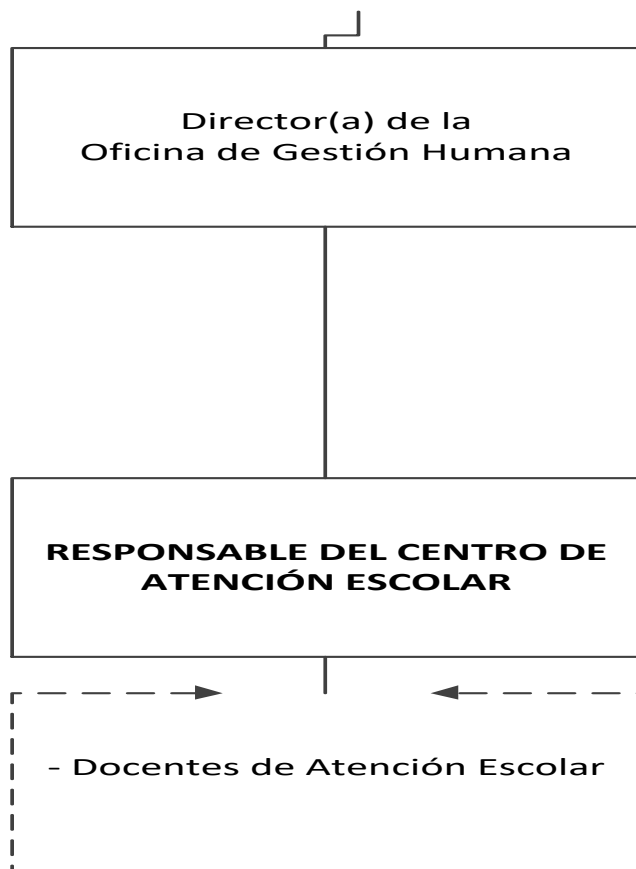 Director(a) de la
Oficina de Gestión Humana
RESPONSABLE DEL CENTRO DE
ATENCIÓN ESCOLAR
- Docentes de Atención Escolar